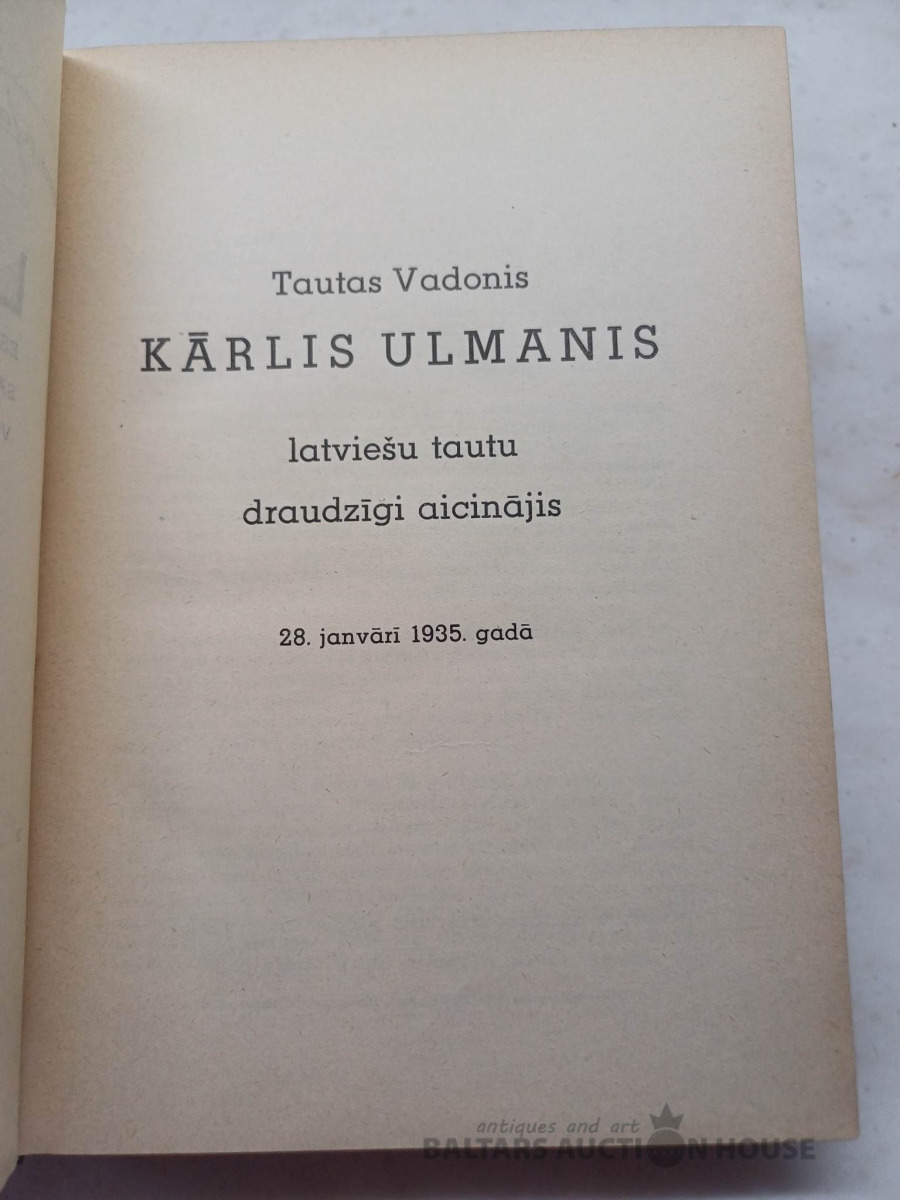 Tautas Vadonis
KĀRLIS ULMANIS
latviešu tautu
draudzīgi aicinājis
28. janvārī 1935. gadā
antiques and art
BALTARS AUCTION HOUSE